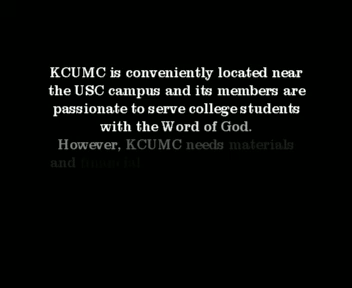 KCUMC is conveniently located near
the USC campus and its members are
passionate to serve college students
with the Word of God.
However, KCUMC needs materials
and financial